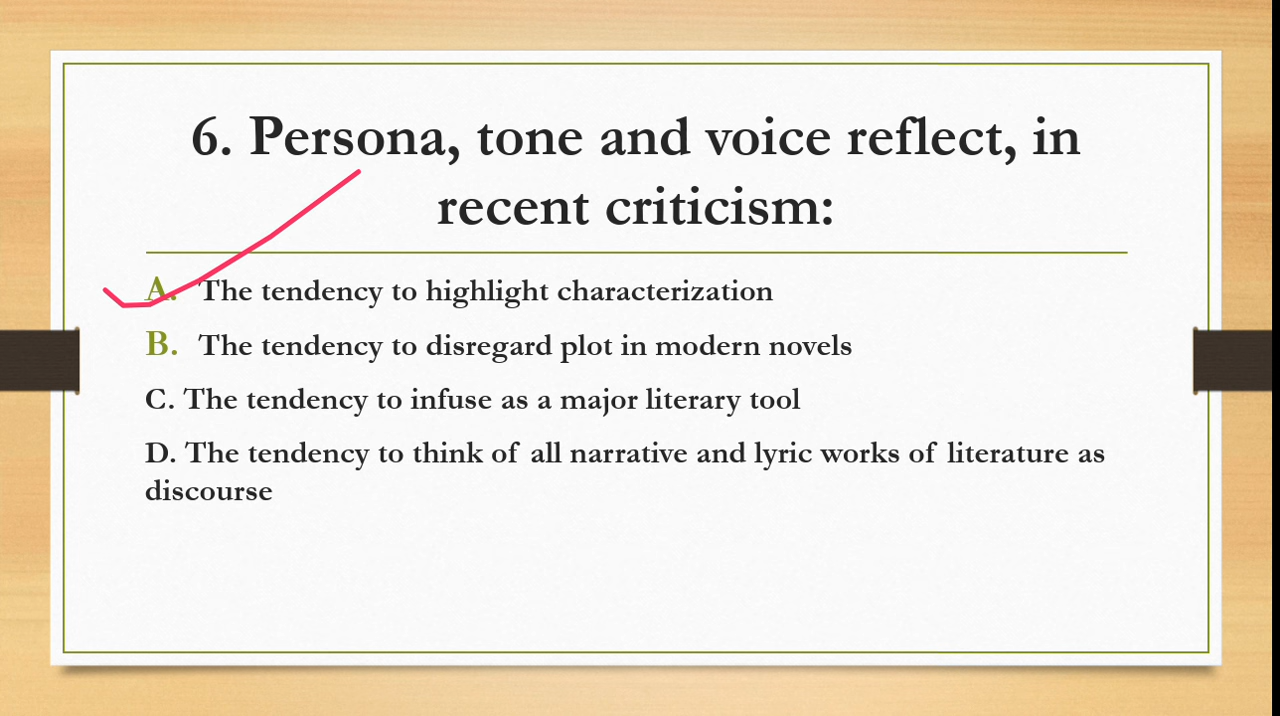 6. Persona, tone and voice reflect, in
recent criticism:
A. The tendency to highlight characterization
B. The tendency to disregard plot in modern novels
C. The tendency to infuse as a major literary tool
D. The tendency to think of all narrative and lyric works of literature as
discourse